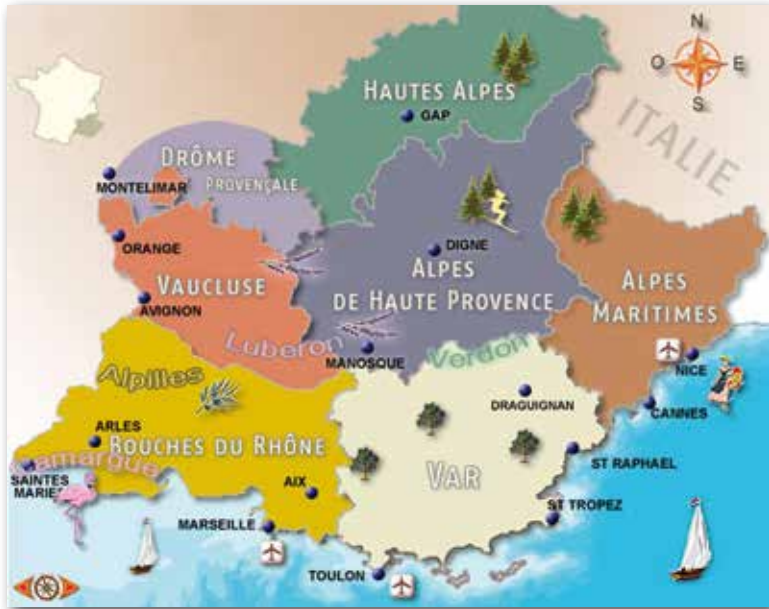 N
O E
S
HAUTES ALPES
GAP
ITALIE
DRÔME
PROVENÇALE
MONTELIMAR
ORANGE
DIGNE
VAUCLUSE
ALPES
DE HAUTE PROVENCE
ALPES
MARITIMES
AVIGNON
Luberon
MANOSQUE
Verdon
NICE
Alpilles
DRAGUIGNAN
CANNES
ARLES
BOUCHES DU RHÔNE
Camargue
ST RAPHAEL
SAINTES
MARIES
AIX
VAR
ST TROPEZ
MARSEILLE
TOULON